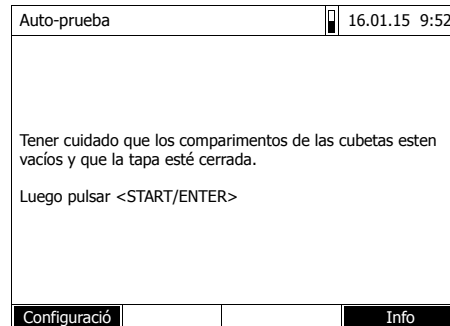 Auto-prueba
16.01.15 9:52
Tener cuidado que los comparimentos de las cubetas esten
vacíos y que la tapa esté cerrada.
Luego pulsar <START/ENTER>
Configuració
Info